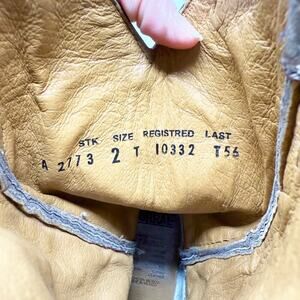 STK SIZE REGISTRED LAST
A 2773 2 T 10332 T56